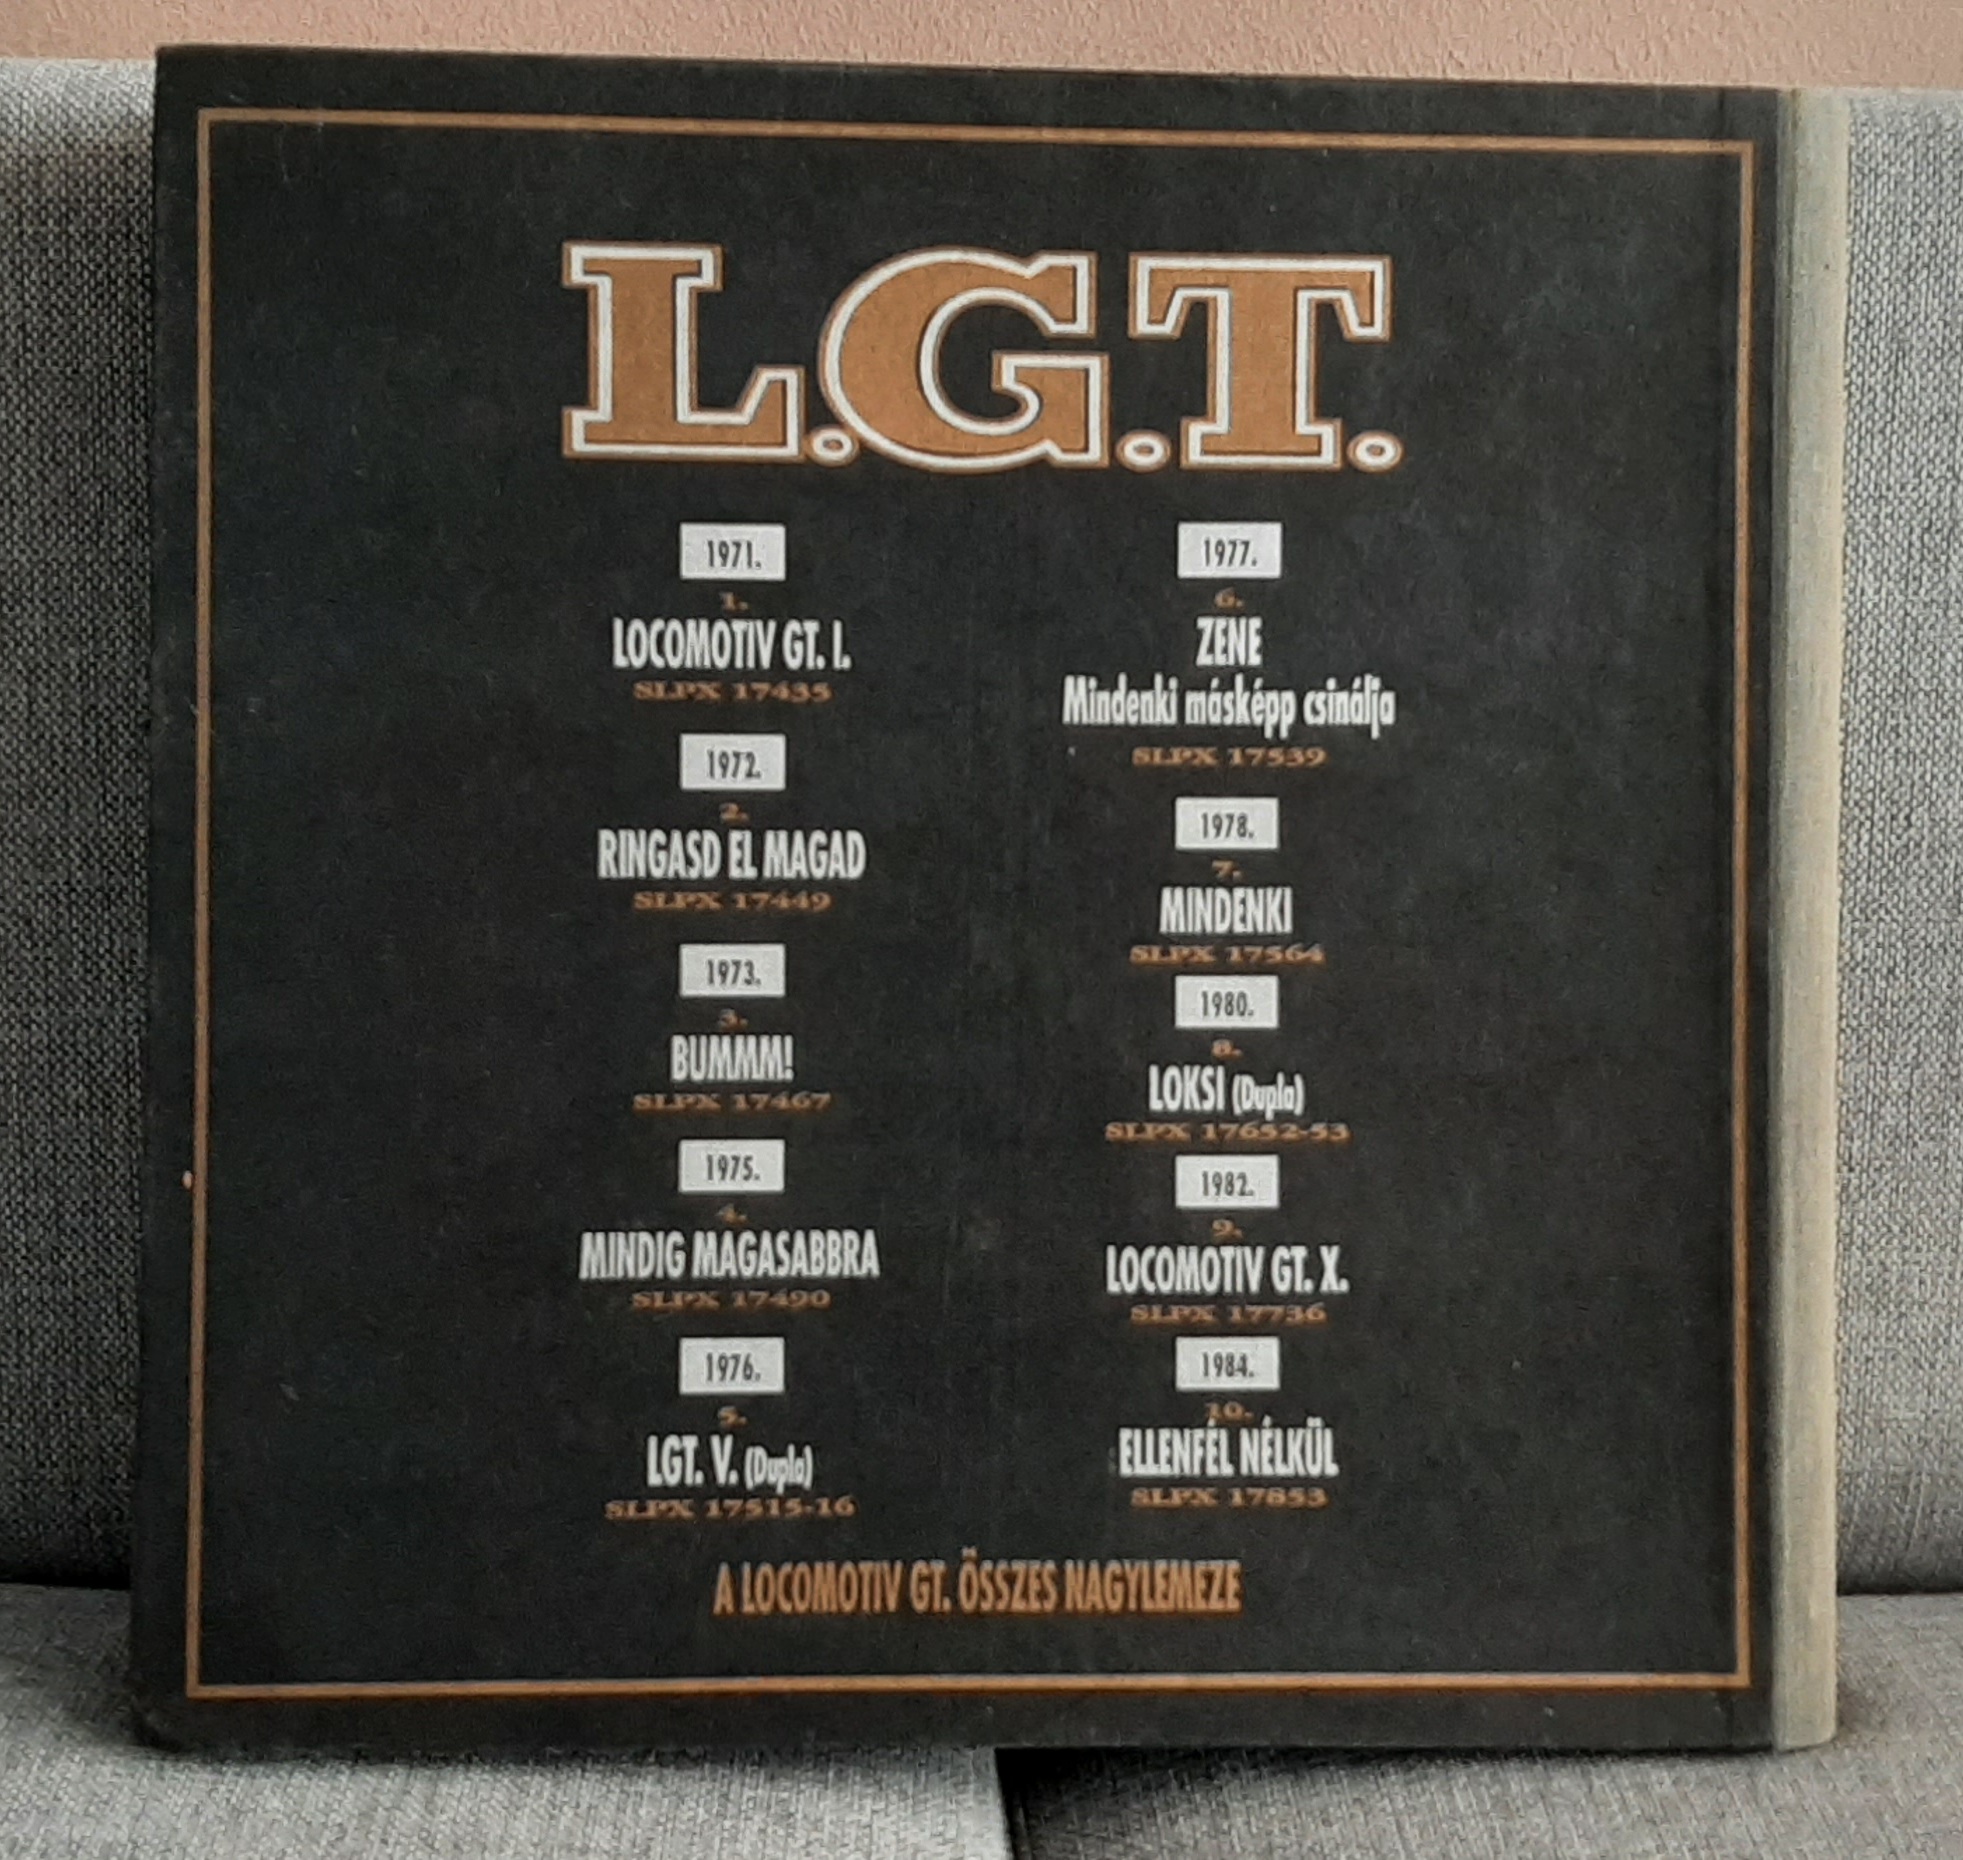 L.G.T.
1971.
1.
LOCOMOTIV GT. I.
SLPX 17435
1972.
2.
RINGASD EL MAGAD
SLPX 17449
1973.
3.
BUMMM!
SLPX 17467
1975.
4.
MINDIG MAGASABBRA
SLPX 17490
1976.
5.
LGT. V. (Dupla)
SLPX 17515-16
1977.
6.
ZENE
Mindenki másképp csinálja
SLPX 17539
1978.
7.
MINDENKI
SLPX 17564
1980.
8.
LOKSI (Dupla)
SLPX 17652-53
1982.
9.
LOCOMOTIV GT. X.
SLPX 17736
1984.
10.
ELLENFÉL NÉLKÜL
SLPX 17853
A LOCOMOTIV GT. ÖSSZES NAGYLEMEZE